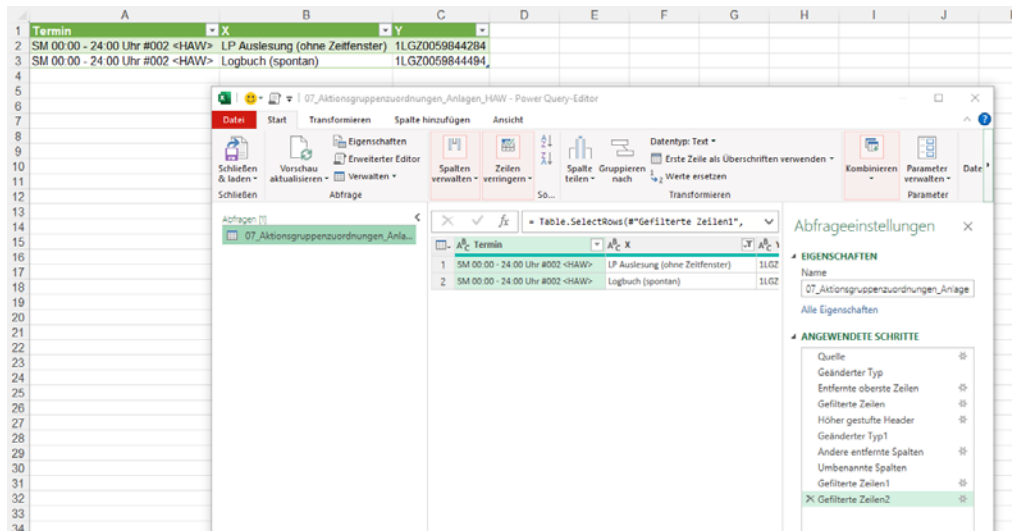 A B C D E F G H I J
1 Termin X Y
2 SM 00:00 - 24:00 Uhr #002 <HAW> LP Auslesung (ohne Zeitfenster) 1LGZ0059844284
3 SM 00:00 - 24:00 Uhr #002 <HAW> Logbuch (spontan) 1LGZ0059844494
4
5
6
7
8
9
10
11
12
13
14
15
16
17
18
19
20
21
22
23
24
25
26
27
28
29
30
31
32
33
34
07_Aktionsgruppenzuordnungen_Anlagen_HAW - Power Query-Editor
Datei Start Transformieren Spalte hinzufügen Ansicht
Schließen & laden
Schließen
Vorschau aktualisieren
Eigenschaften
Erweiterter Editor
Verwalten
Abfrage
Spalten verwalten
Zeilen verringern
So...
Spalte teilen
Gruppieren nach
Datentyp: Text
Erste Zeile als Überschriften verwenden
Werte ersetzen
Transformieren
Kombinieren
Parameter verwalten
Parameter
Date
Abfragen [1]
07_Aktionsgruppenzuordnungen_Anla...
fx = Table.SelectRows(#"Gefilterte Zeilen1",
ABC Termin ABC X ABC
1 SM 00:00 - 24:00 Uhr #002 <HAW> LP Auslesung (ohne Zeitfenster) 1LGZ
2 SM 00:00 - 24:00 Uhr #002 <HAW> Logbuch (spontan) 1LGZ
Abfrageeinstellungen
EIGENSCHAFTEN
Name
07_Aktionsgruppenzuordnungen_Anlage
Alle Eigenschaften
ANGEWENDETE SCHRITTE
Quelle
Geänderter Typ
Entfernte oberste Zeilen
Gefilterte Zeilen
Höher gestufte Header
Geänderter Typ1
Andere entfernte Spalten
Umbenannte Spalten
Gefilterte Zeilen1
Gefilterte Zeilen2